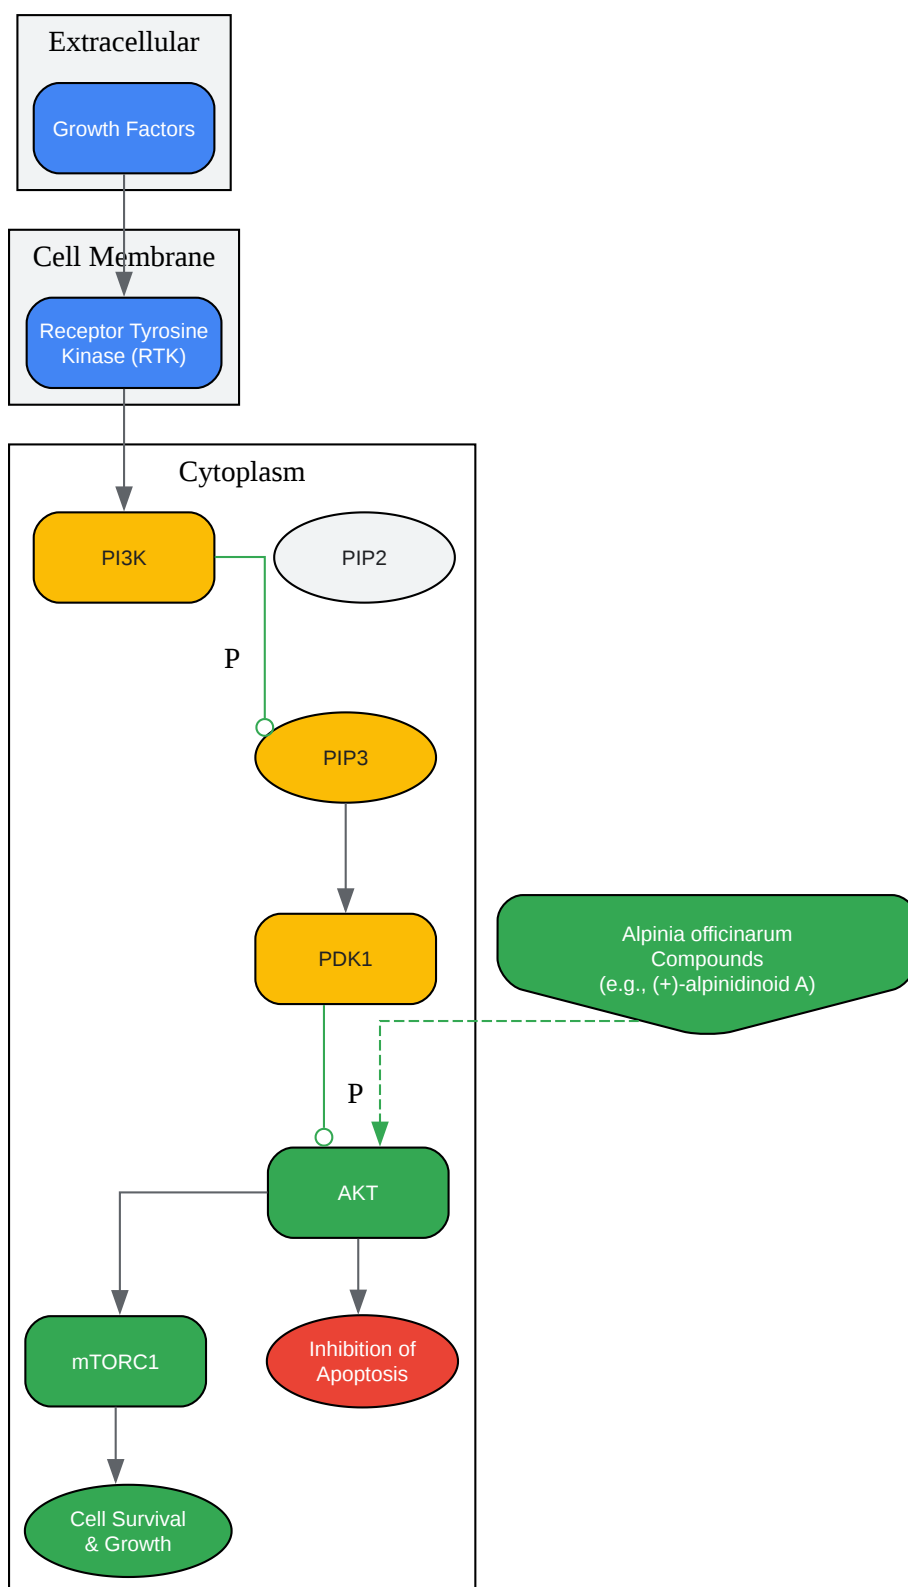 Extracellular
Growth Factors
Cell Membrane
Receptor Tyrosine
Kinase (RTK)
Cytoplasm
PI3K
PIP2
P
PIP3
PDK1
Alpinia officinarum
Compounds
(e.g., (+)-alpinidinoid A)
P
AKT
mTORC1
Inhibition of
Apoptosis
Cell Survival
& Growth